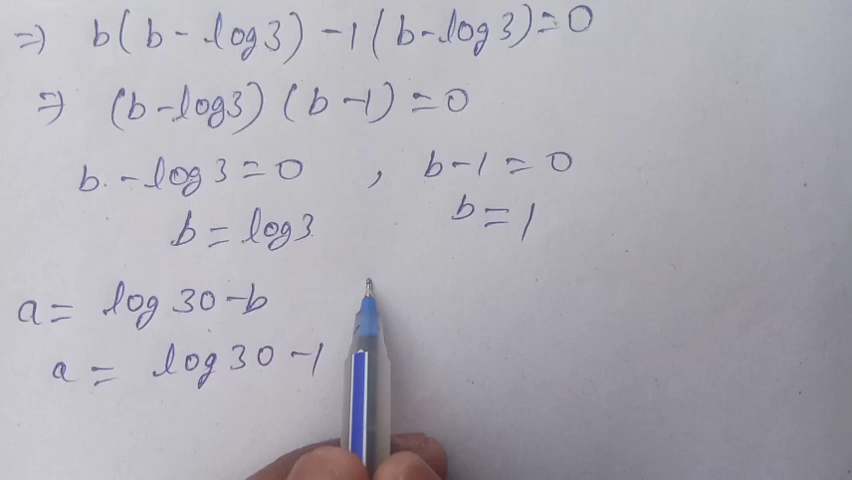 ⇒ b(b - log3) -1(b-log3)=0
⇒ (b-log3) (b-1)=0
b - log3=0 , b-1=0
b = log3 b=1
a= log30-b
a= log30-1